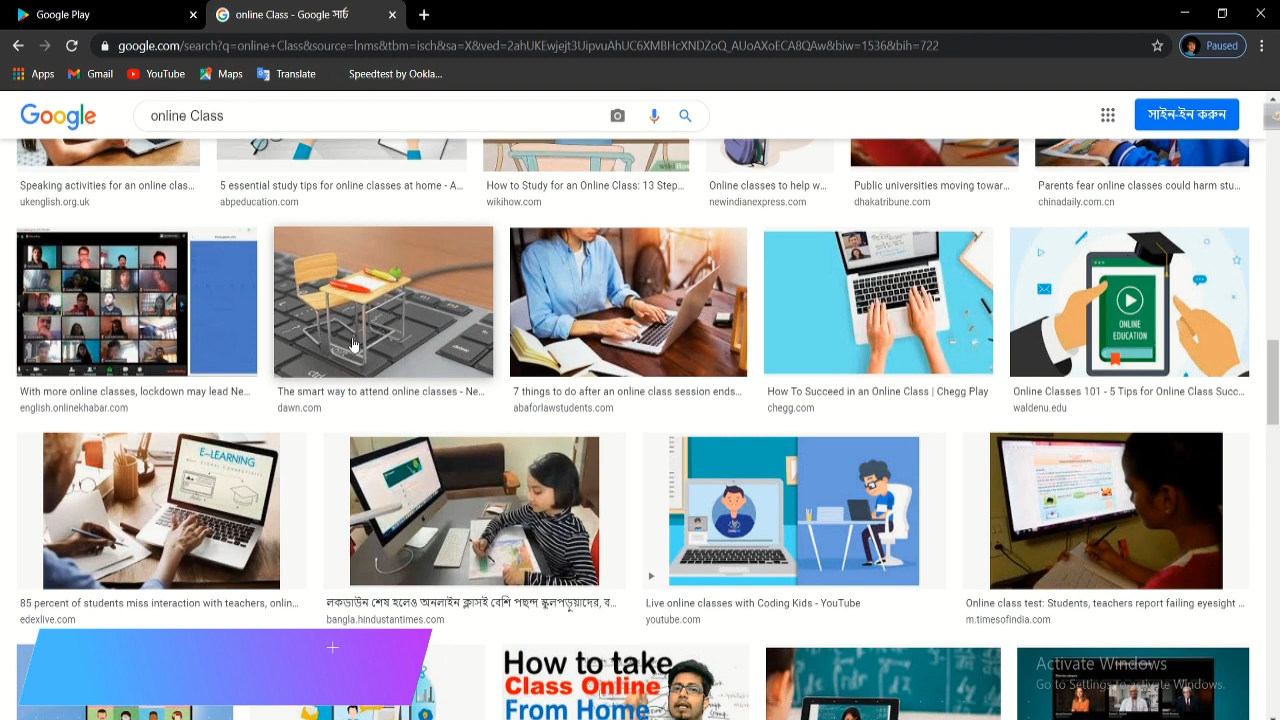 Google Play
online Class - Google সার্চ
google.com/search?q=online+Class&source=lnms&tbm=isch&sa=X&ved=2ahUKEwjejt3UipvuAhUC6XMBHcXNDZoQ_AUoAXoECA8QAw&biw=1536&bih=722
Paused
Apps
Gmail
YouTube
Maps
Translate
Speedtest by Ookla...
Google
online Class
সাইন-ইন করুন
Speaking activities for an online clas...
5 essential study tips for online classes at home - A...
How to Study for an Online Class: 13 Step...
Online classes to help w...
Public universities moving towar...
Parents fear online classes could harm stu...
ukenglish.org.uk
abpeducation.com
wikihow.com
newindianexpress.com
dhakatribune.com
chinadaily.com.cn
ONLINE
EDUCATION
With more online classes, lockdown may lead Ne...
The smart way to attend online classes - Ne...
7 things to do after an online class session ends...
How To Succeed in an Online Class | Chegg Play
Online Classes 101 - 5 Tips for Online Class Succ...
english.onlinekhabar.com
dawn.com
abaforlawstudents.com
chegg.com
waldenu.edu
E-LEARNING
85 percent of students miss interaction with teachers, onlin...
লকডাউন শেষ হলেও অনলাইন ক্লাসই বেশি পছন্দ স্কুলপড়ুয়াদের, ব...
Live online classes with Coding Kids - YouTube
Online class test: Students, teachers report failing eyesight ...
edexlive.com
bangla.hindustantimes.com
youtube.com
m.timesofindia.com
How to take
Class Online
From Home
Activate Windows
Go to Settings to activate Windows.